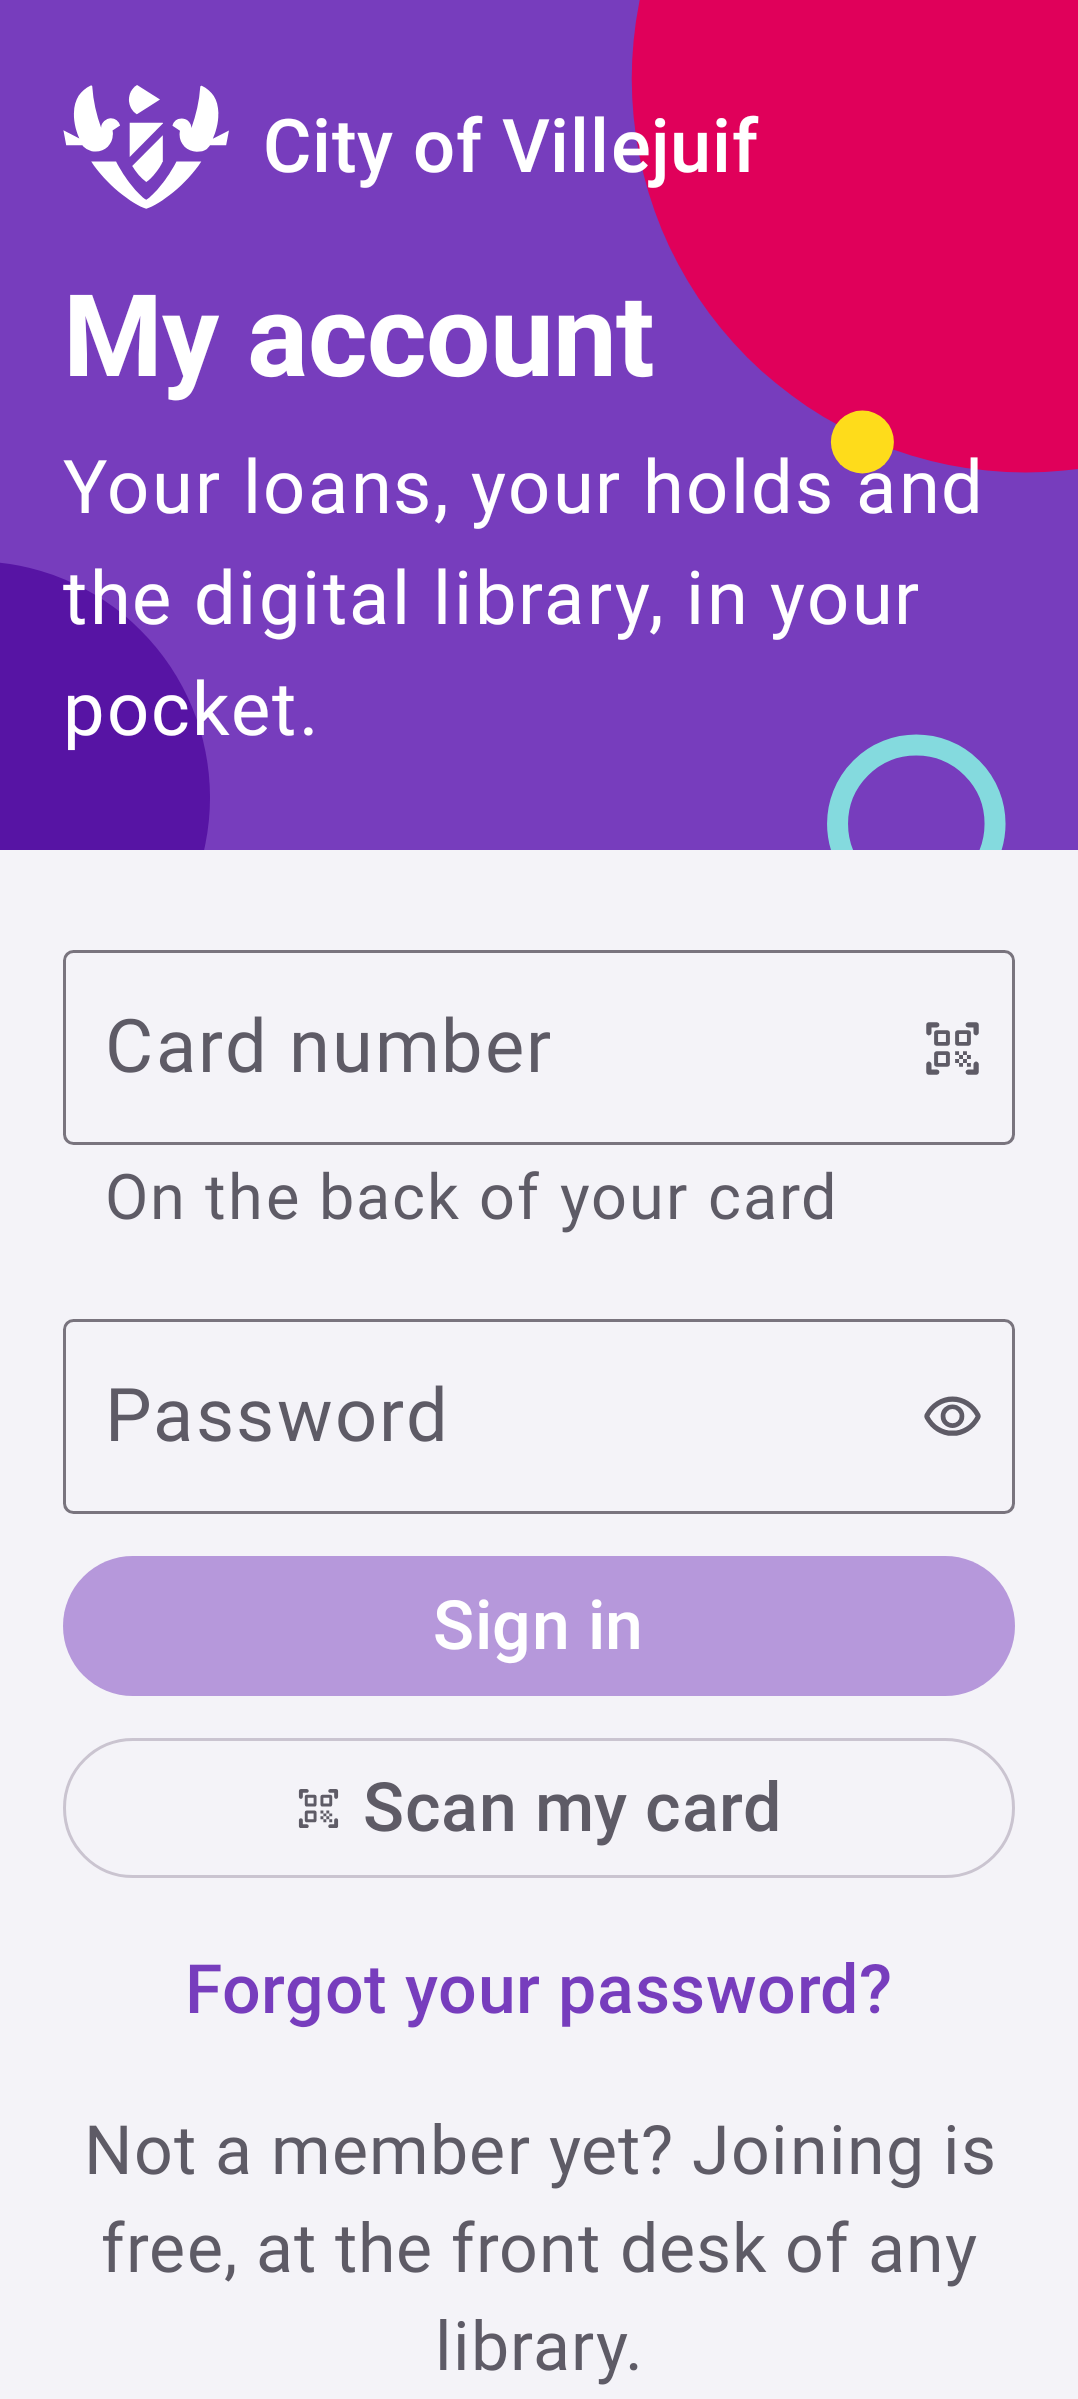 City of Villejuif
My account
Your loans, your holds and
the digital library, in your
pocket.
Card number
On the back of your card
Password
Sign in
Scan my card
Forgot your password?
Not a member yet? Joining is
free, at the front desk of any
library.